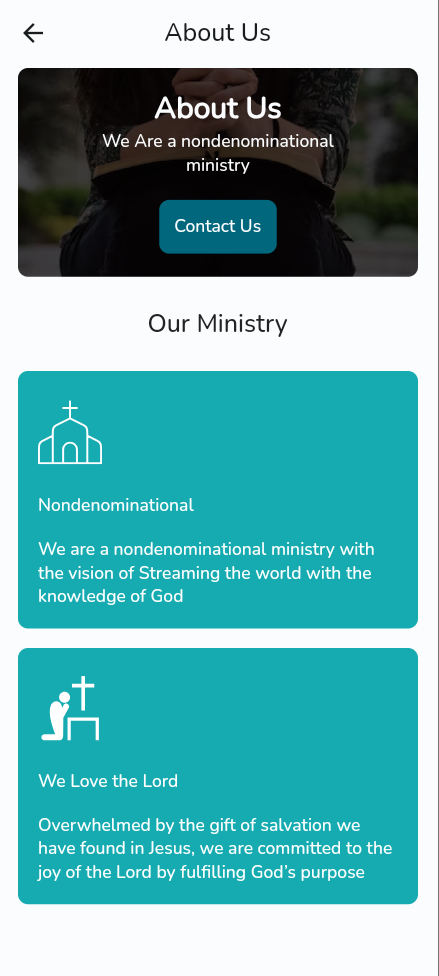 About Us
About Us
We Are a nondenominational
ministry
Contact Us
Our Ministry
Nondenominational
We are a nondenominational ministry with
the vision of Streaming the world with the
knowledge of God
We Love the Lord
Overwhelmed by the gift of salvation we
have found in Jesus, we are committed to the
joy of the Lord by fulfilling God’s purpose